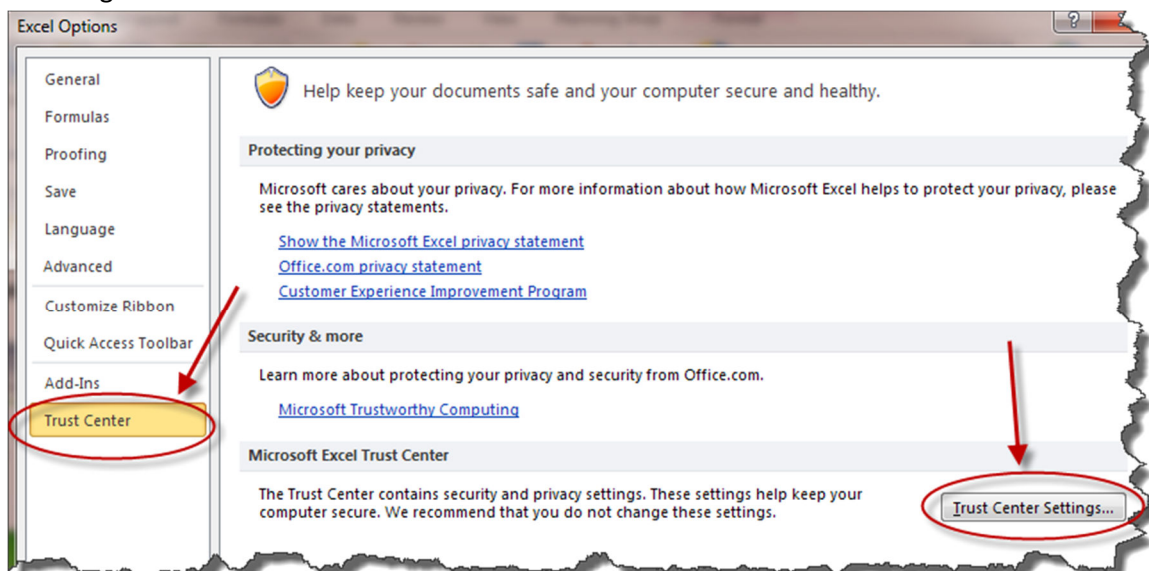 Excel Options
General
Formulas
Proofing
Save
Language
Advanced
Customize Ribbon
Quick Access Toolbar
Add-Ins
Trust Center
Help keep your documents safe and your computer secure and healthy.
Protecting your privacy
Microsoft cares about your privacy. For more information about how Microsoft Excel helps to protect your privacy, please
see the privacy statements.
Show the Microsoft Excel privacy statement
Office.com privacy statement
Customer Experience Improvement Program
Security & more
Learn more about protecting your privacy and security from Office.com.
Microsoft Trustworthy Computing
Microsoft Excel Trust Center
The Trust Center contains security and privacy settings. These settings help keep your
computer secure. We recommend that you do not change these settings.
Trust Center Settings...